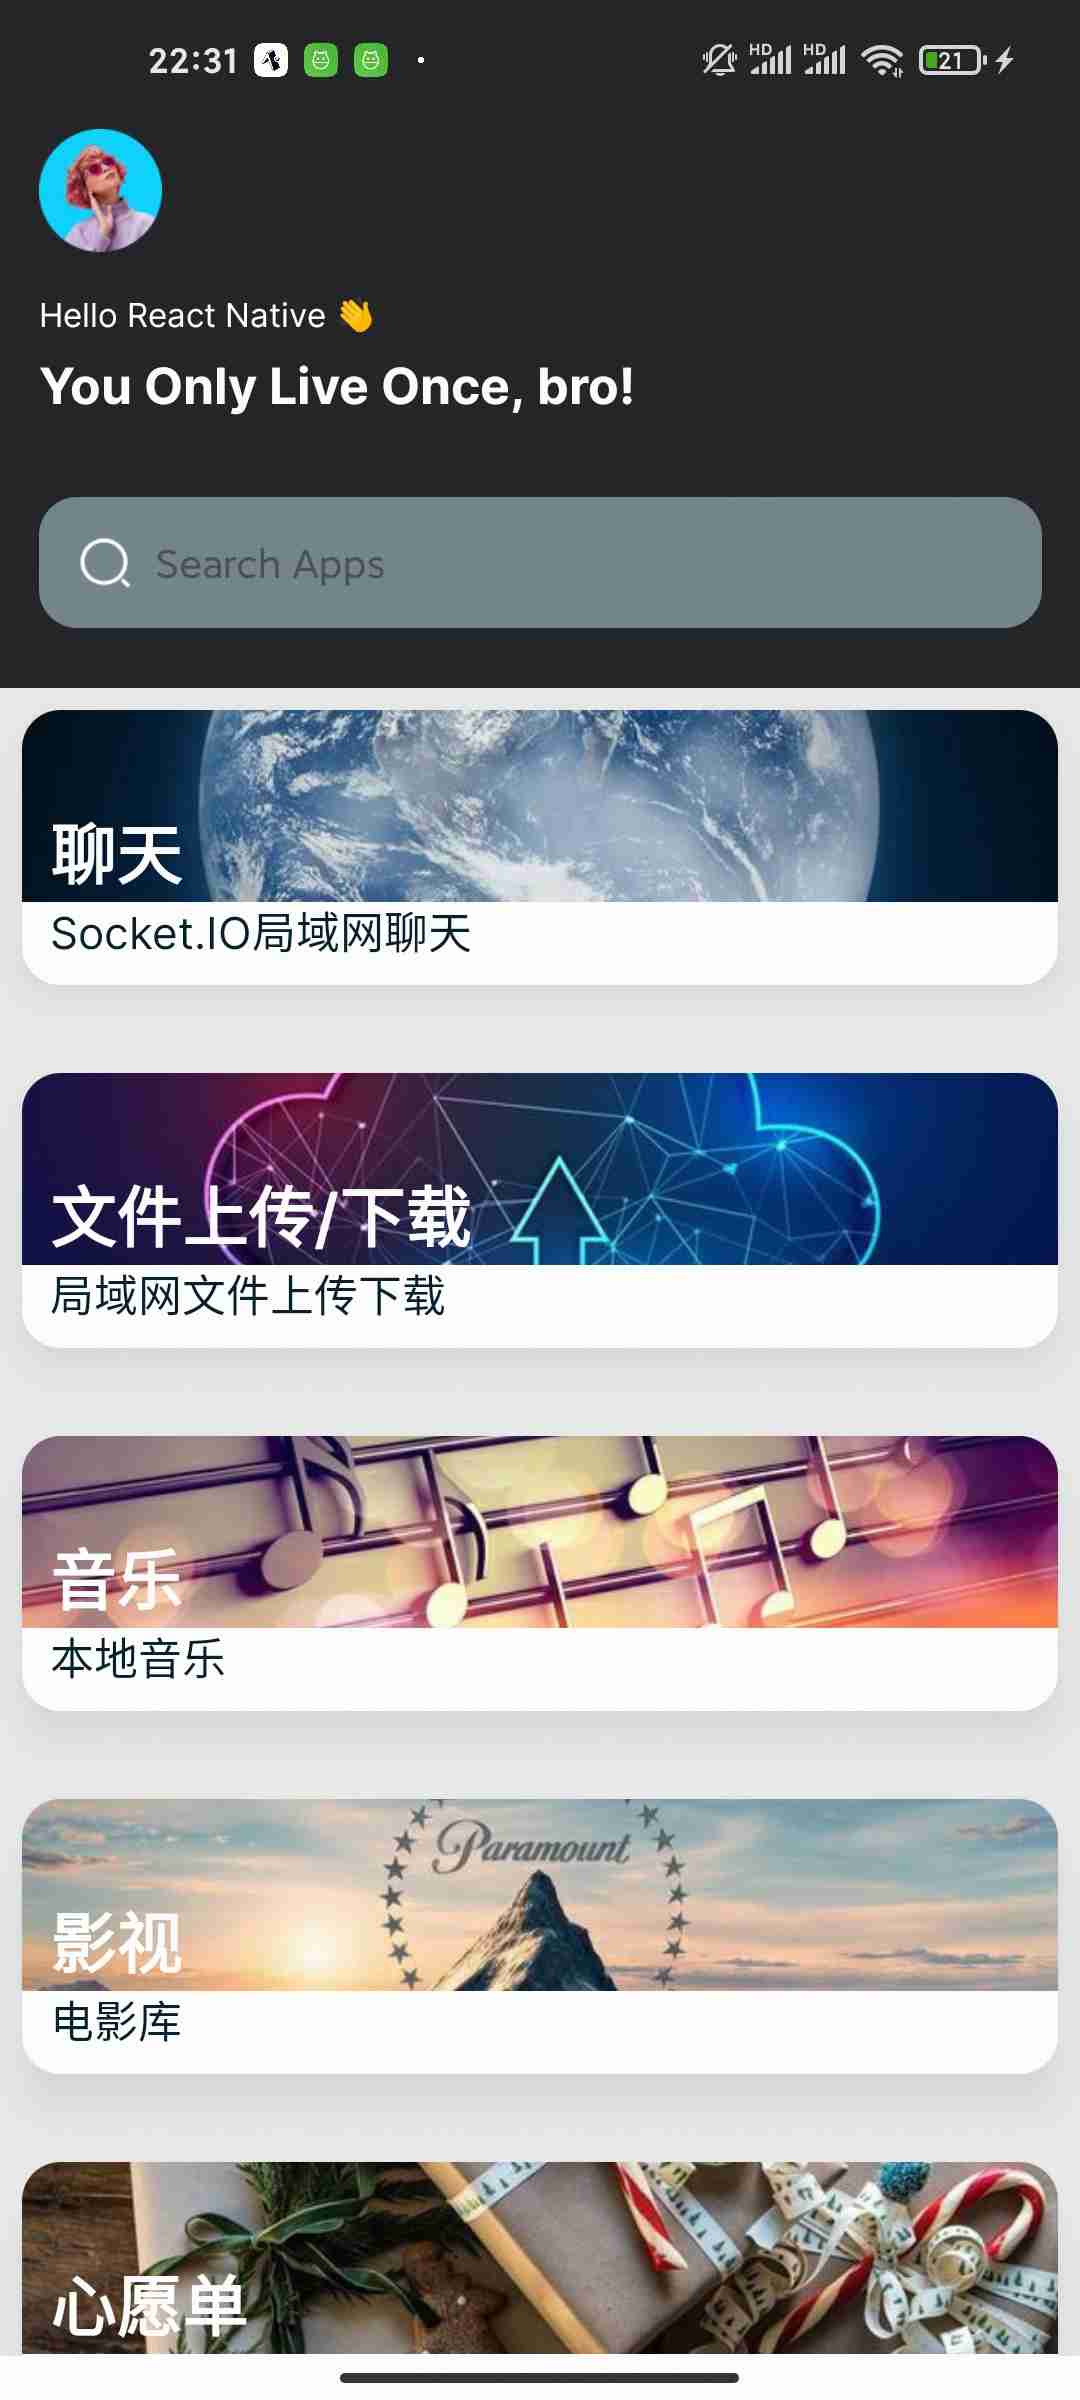 22:31
HD HD 21
Hello React Native 👋
You Only Live Once, bro!
Search Apps
聊天
Socket.IO局域网聊天
文件上传/下载
局域网文件上传下载
音乐
本地音乐
Paramount
影视
电影库
心愿单